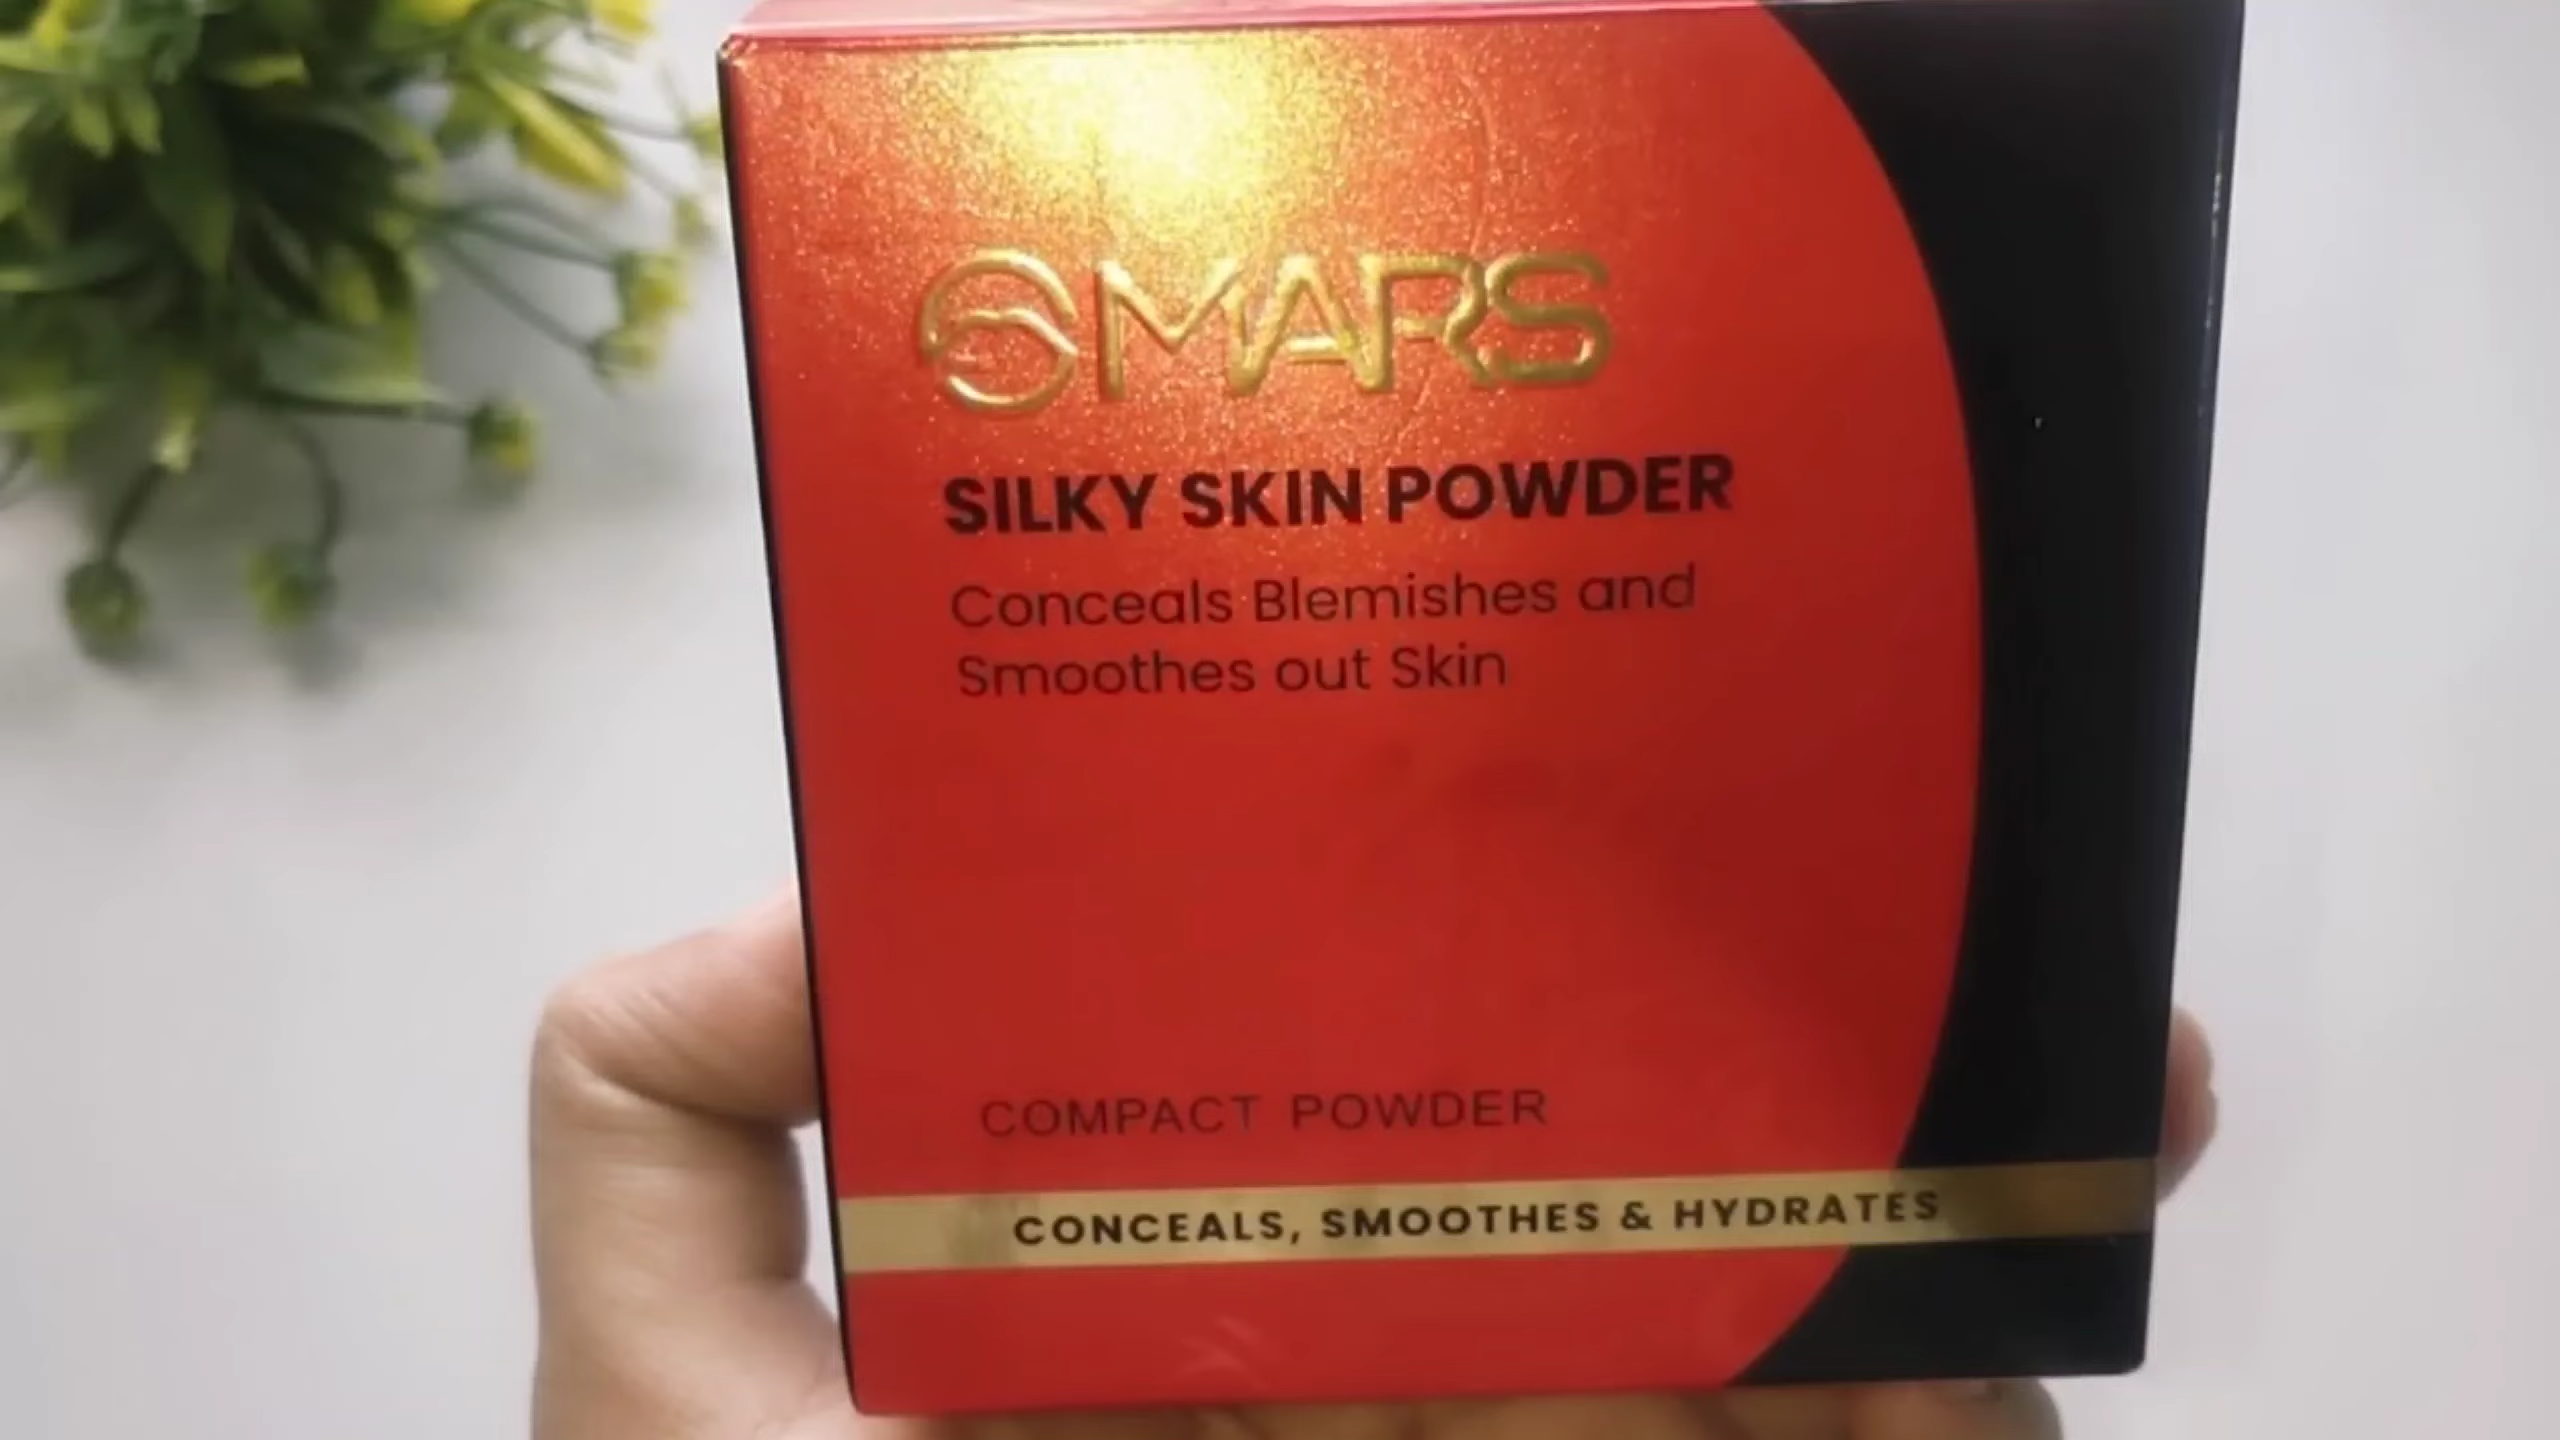 MARS
SILKY SKIN POWDER
Conceals Blemishes and
Smoothes out Skin
COMPACT POWDER
CONCEALS, SMOOTHES & HYDRATES